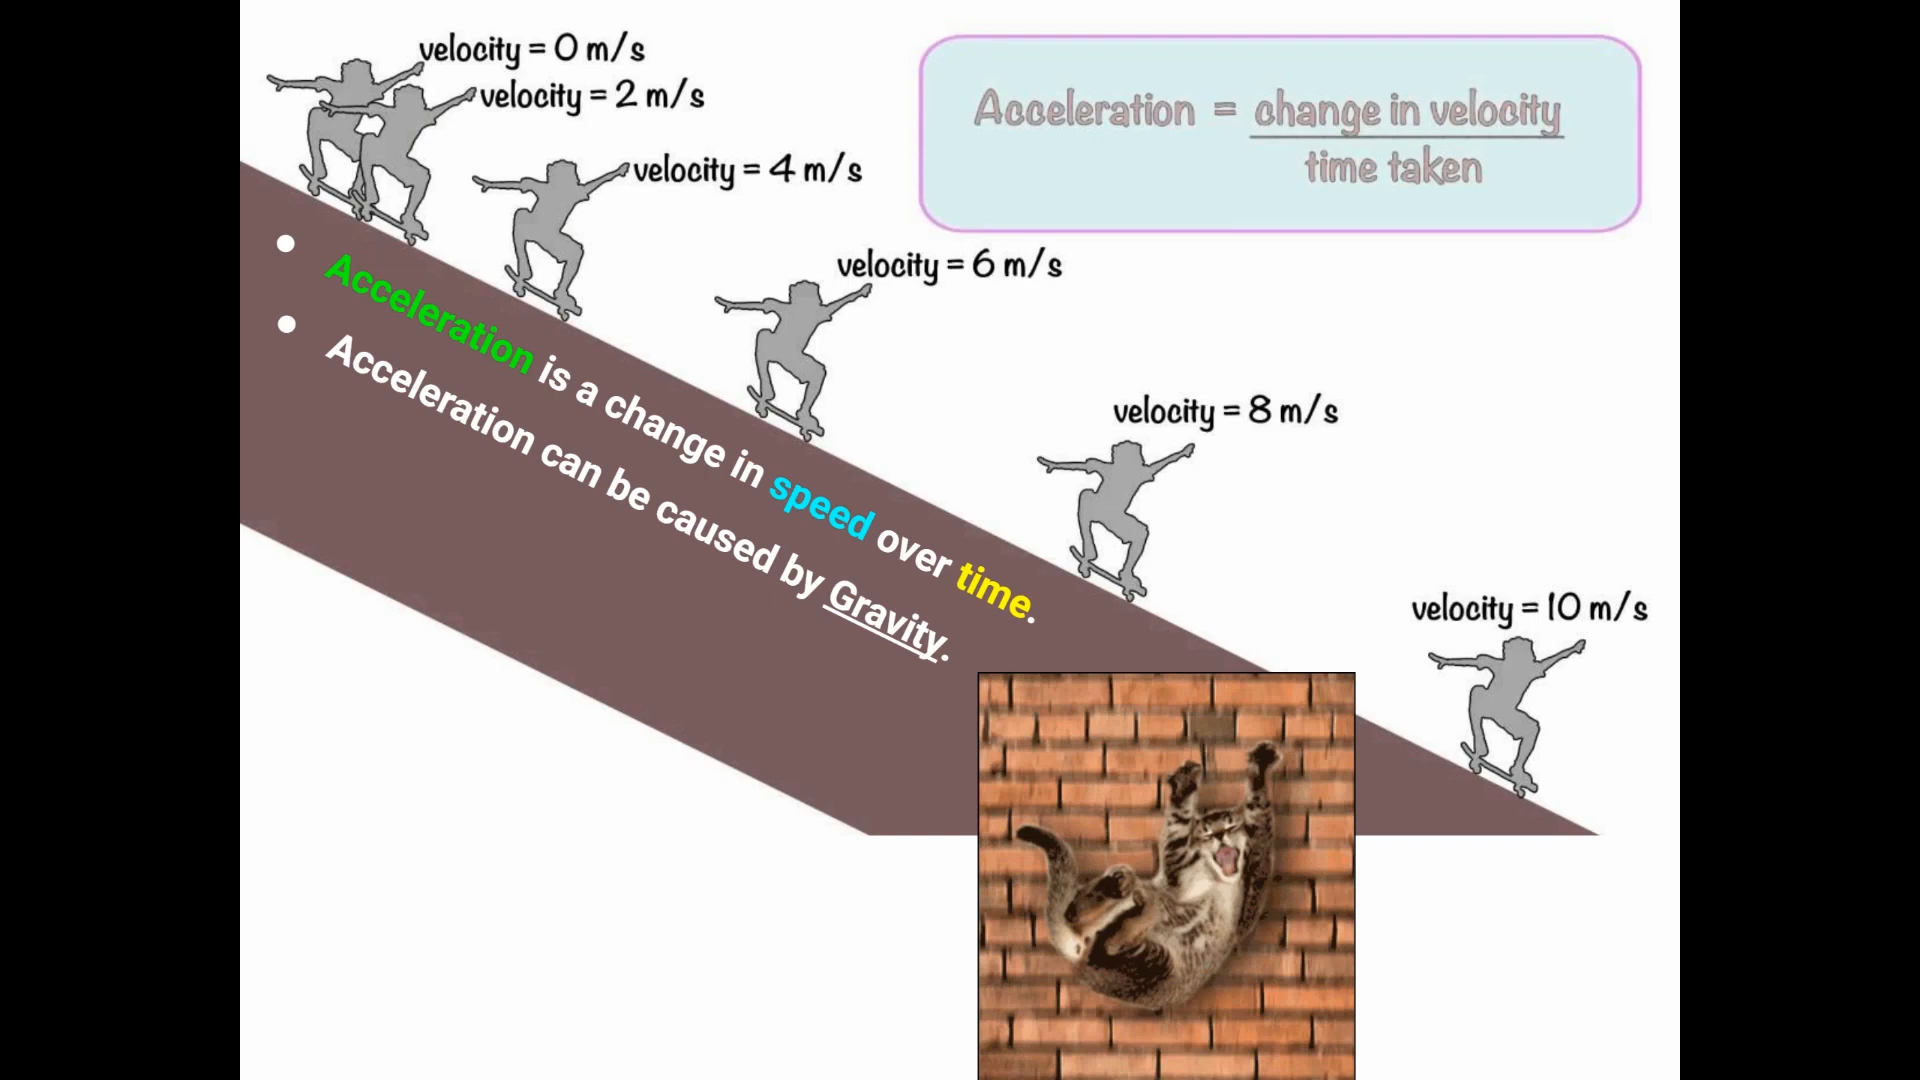 velocity = 0 m/s
velocity = 2 m/s
velocity = 4 m/s
Acceleration = change in velocity
time taken
velocity = 6 m/s
velocity = 8 m/s
velocity = 10 m/s
• Acceleration is a change in speed over time.
• Acceleration can be caused by Gravity.